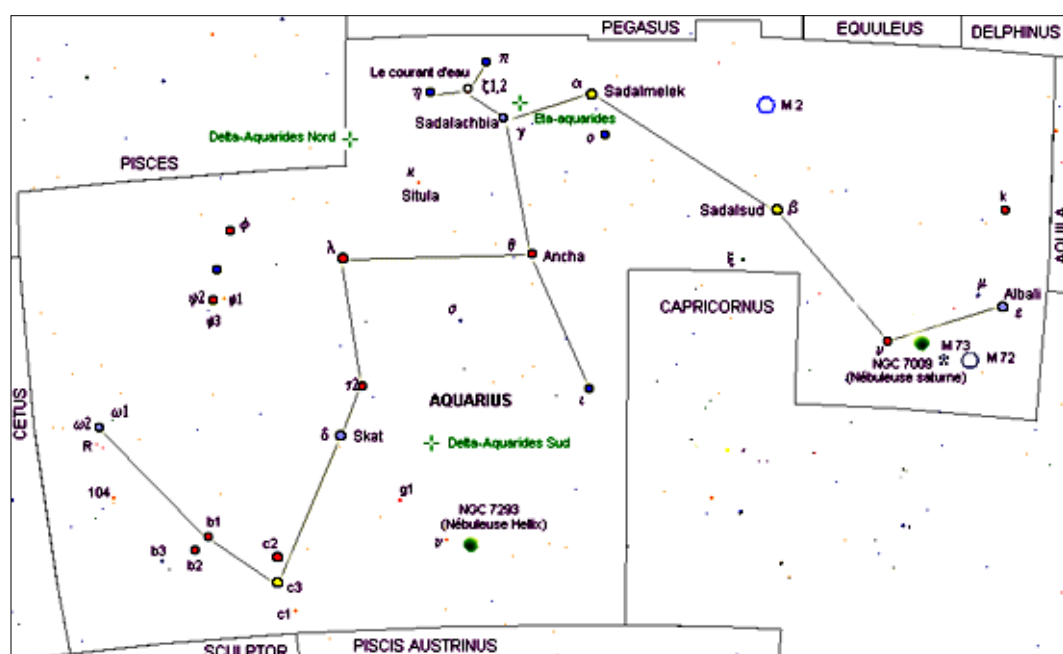 PEGASUS
EQUULEUS
DELPHINUS
π
Le courant d'eau
η
ζ1,2
α
Sadalmelek
M 2
Sadalachbia
Eta-aquarides
γ
ο
Delta-Aquarides Nord
PISCES
κ
Situla
k
AQUILA
Sadalsud
β
ϕ
λ
θ
Ancha
ξ
CAPRICORNUS
μ
Albali
ε
ψ2
ψ1
ψ3
σ
ν
M 73
M 72
NGC 7009
(Nébuleuse saturne)
*
τ2
AQUARIUS
ι
CETUS
ω2
ω1
R
δ
Skat
Delta-Aquarides Sud
104
g1
NGC 7293
(Nébuleuse Hellix)
b1
b3
b2
c2
υ
c3
c1
SCULPTOR
PISCIS AUSTRINUS